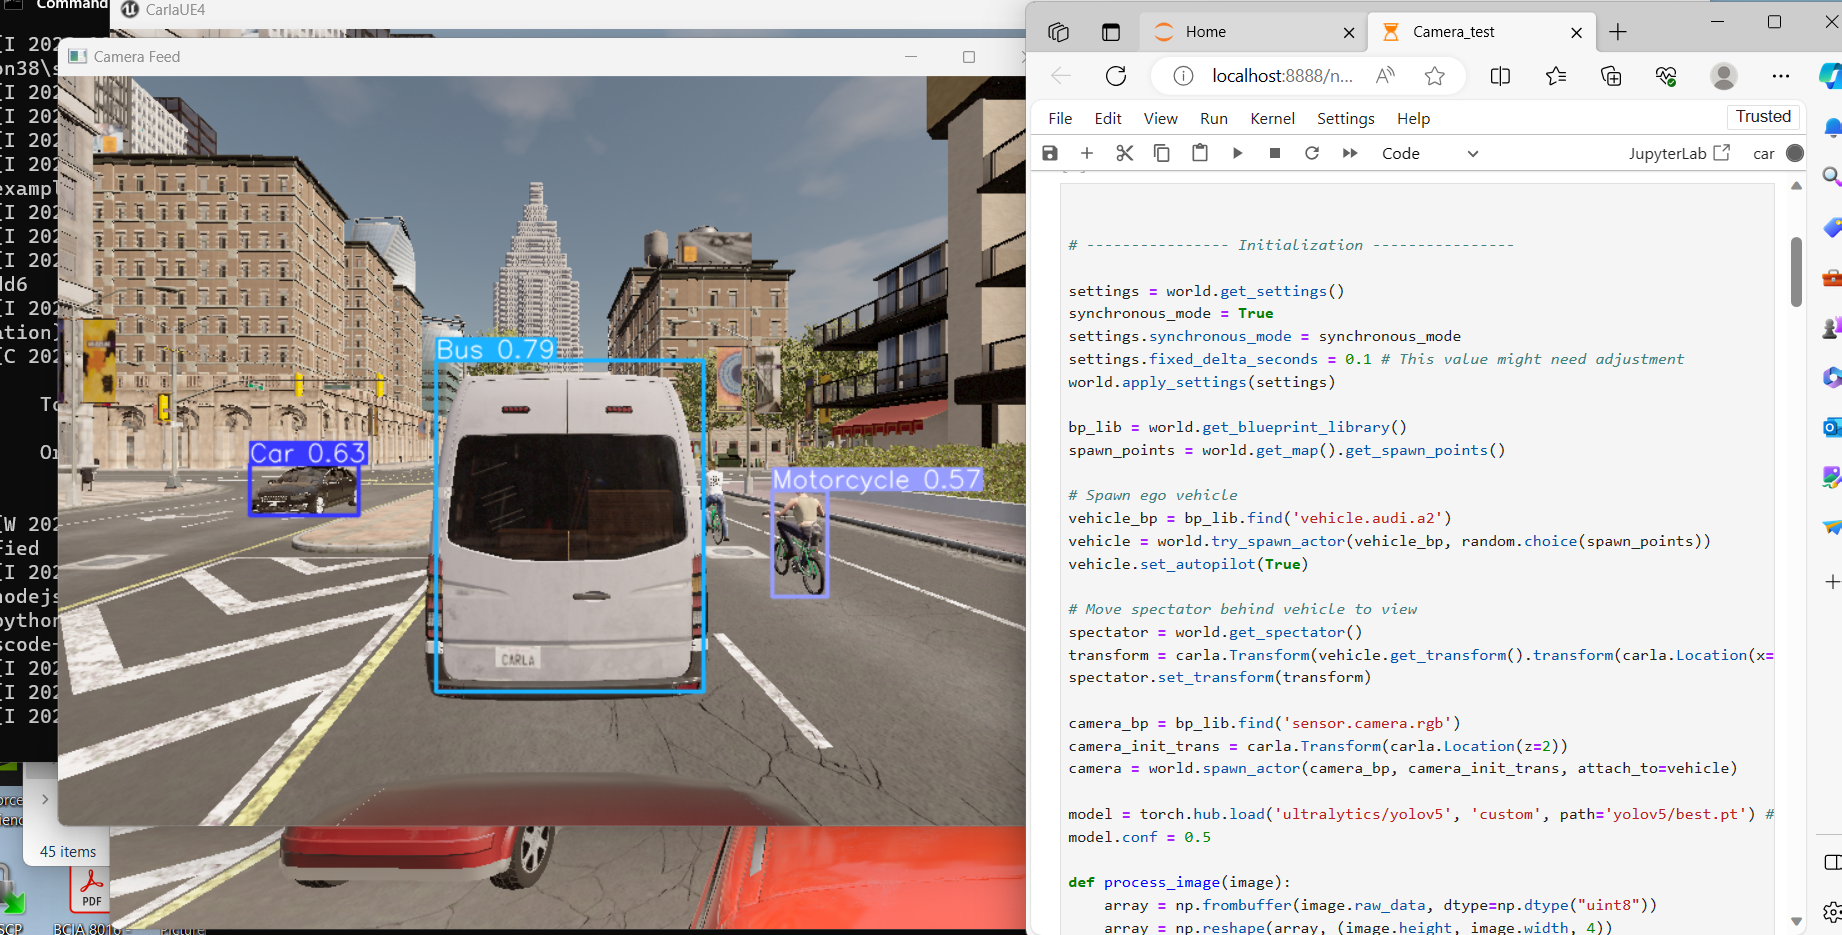 Command
CarlaUE4
[I 202
on38\s
[I 202
[I 202
[I 202
[I 202
exampl
[I 202
[I 202
[I 202
dd6
[I 202
ation]
[C 202
To
Or
[W 202
fied
[I 202
nodejs
python
scode-
[I 202
[I 202
[I 202
Camera Feed
Bus 0.79
Car 0.63
Motorcycle 0.57
CARLA
45 items
PDF
BCIA 8016
Picture
Home
Camera_test
localhost:8888/n...
File Edit View Run Kernel Settings Help
Trusted
Code
JupyterLab
car
# ---------------- Initialization ----------------
settings = world.get_settings()
synchronous_mode = True
settings.synchronous_mode = synchronous_mode
settings.fixed_delta_seconds = 0.1 # This value might need adjustment
world.apply_settings(settings)
bp_lib = world.get_blueprint_library()
spawn_points = world.get_map().get_spawn_points()
# Spawn ego vehicle
vehicle_bp = bp_lib.find('vehicle.audi.a2')
vehicle = world.try_spawn_actor(vehicle_bp, random.choice(spawn_points))
vehicle.set_autopilot(True)
# Move spectator behind vehicle to view
spectator = world.get_spectator()
transform = carla.Transform(vehicle.get_transform().transform(carla.Location(x=
spectator.set_transform(transform)
camera_bp = bp_lib.find('sensor.camera.rgb')
camera_init_trans = carla.Transform(carla.Location(z=2))
camera = world.spawn_actor(camera_bp, camera_init_trans, attach_to=vehicle)
model = torch.hub.load('ultralytics/yolov5', 'custom', path='yolov5/best.pt') #
model.conf = 0.5
def process_image(image):
array = np.frombuffer(image.raw_data, dtype=np.dtype("uint8"))
array = np.reshape(array, (image.height, image.width, 4))